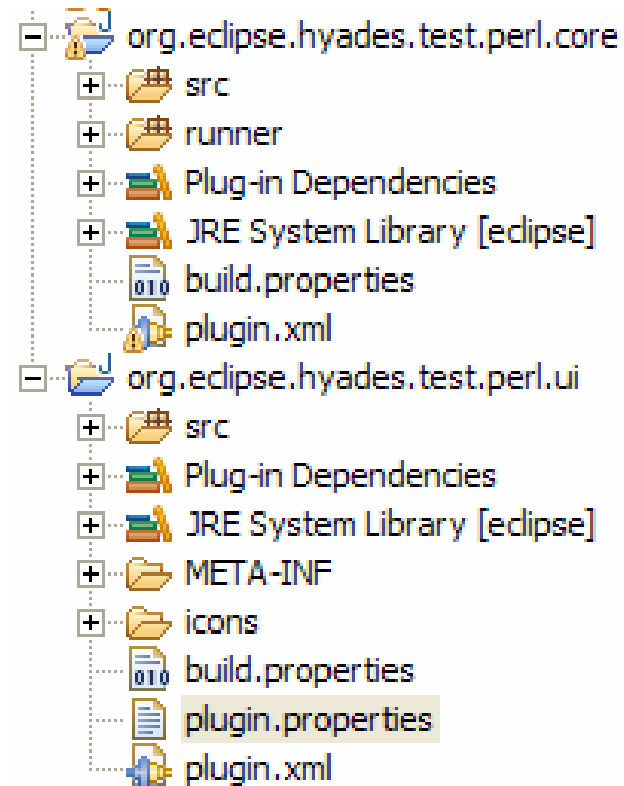 org.eclipse.hyades.test.perl.core
src
runner
Plug-in Dependencies
JRE System Library [eclipse]
010 build.properties
plugin.xml
org.eclipse.hyades.test.perl.ui
src
Plug-in Dependencies
JRE System Library [eclipse]
META-INF
icons
010 build.properties
plugin.properties
plugin.xml